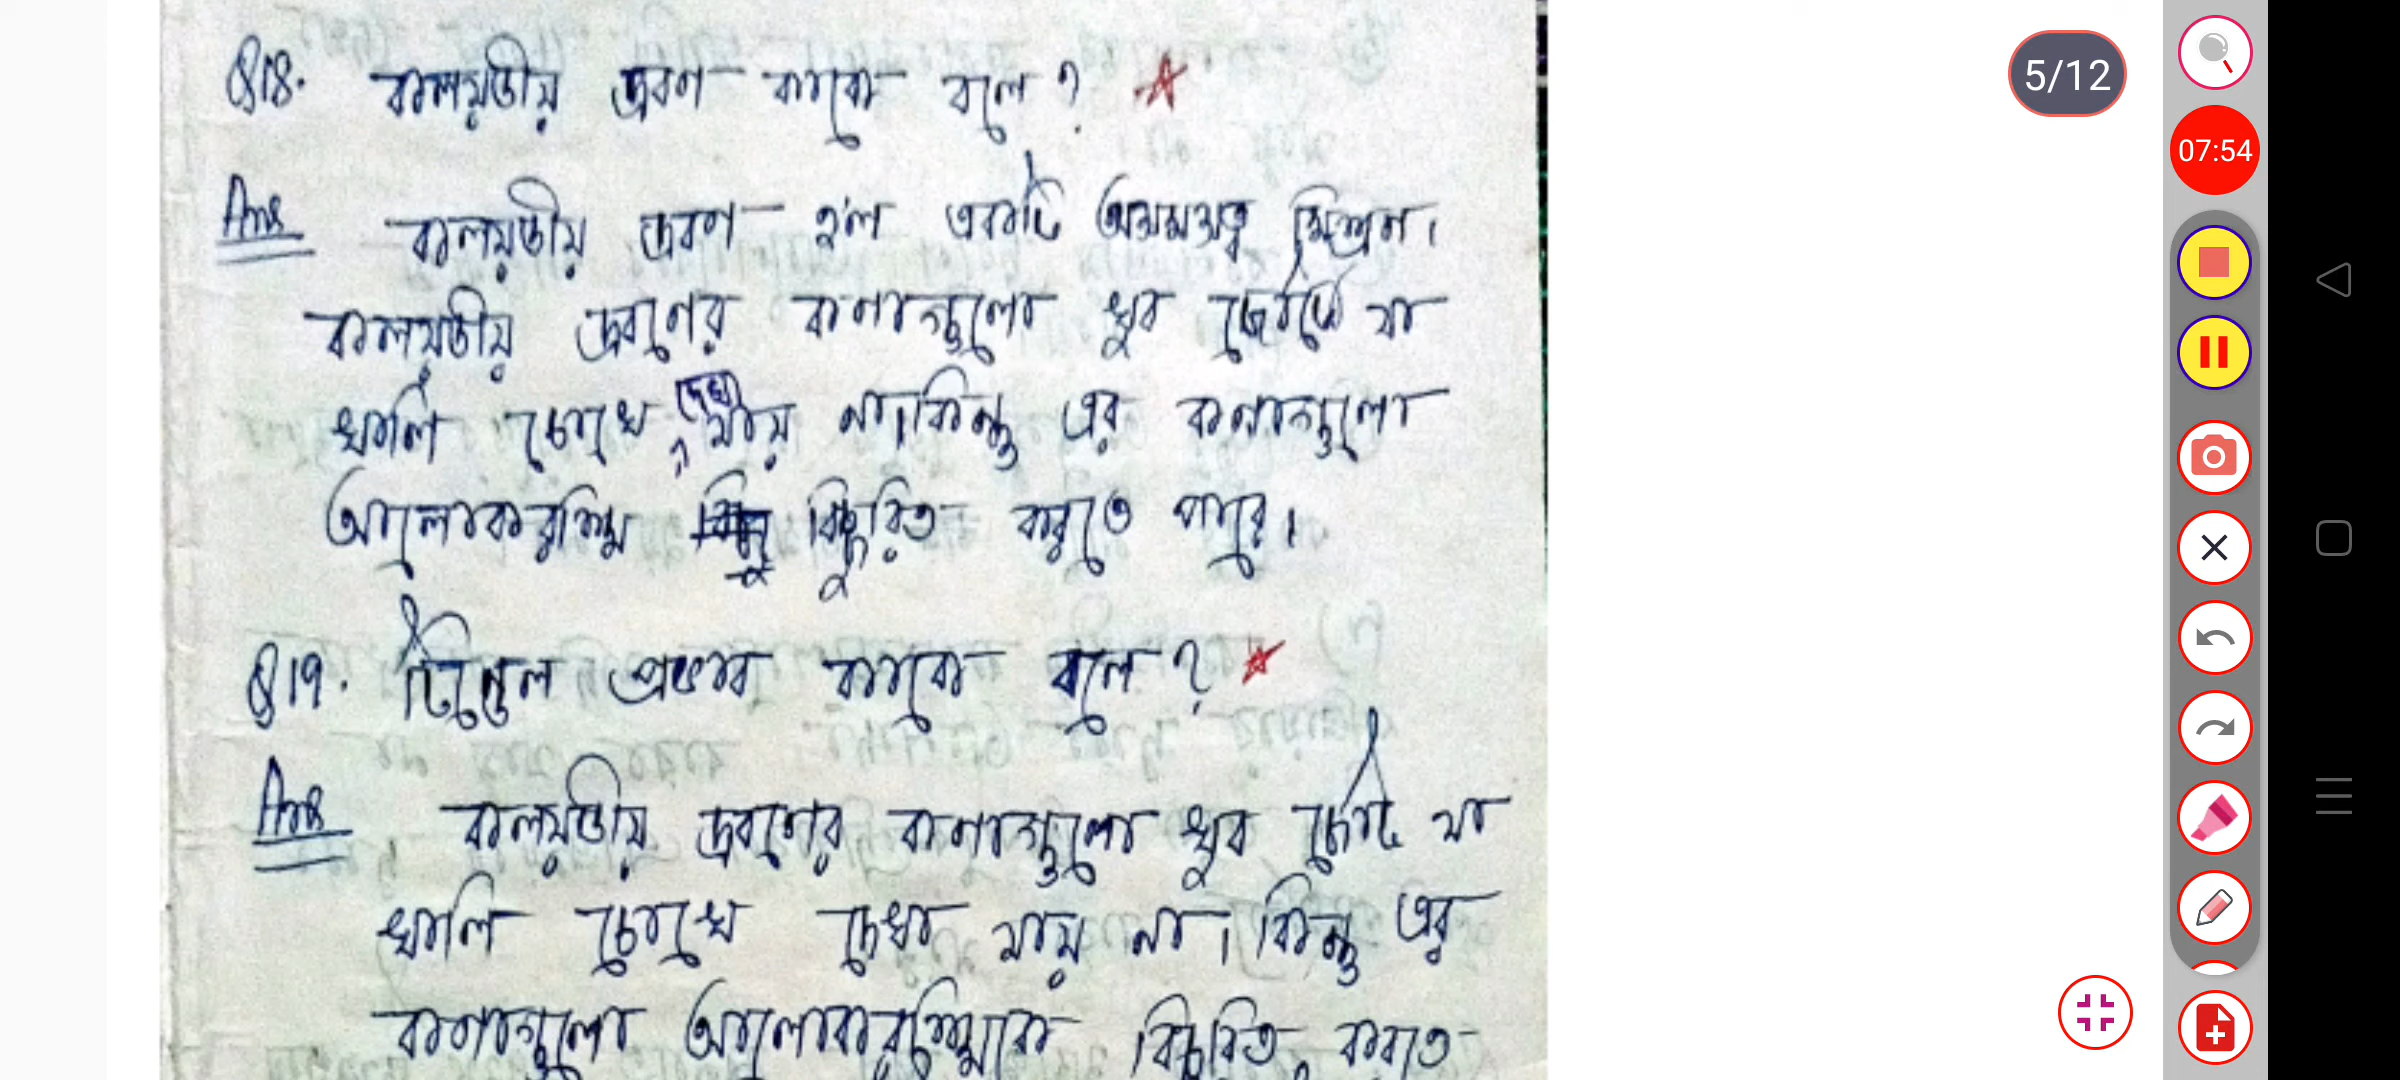 Q18. কলয়ডীয় দ্রবণ কাকে বলে ?
5/12
07:54
Ans কলয়ডীয় দ্রবণ হল একটি অসমসত্ত্ব মিশ্রণ।
কলয়ডীয় দ্রবণের কণাগুলো খুব ছোট যা
খালি চোখে দেখা যায় না। কিন্তু এর কণাগুলো
আলোকরশ্মি বিচ্ছুরিত করতে পারে।
Q19. টিণ্ডেল প্রভাব কাকে বলে ?
Ans কলয়ডীয় দ্রবণের কণাগুলো খুব ছোট যা
খালি চোখে দেখা যায় না। কিন্তু এর
কণাগুলো আলোকরশ্মিকে বিচ্ছুরিত করতে